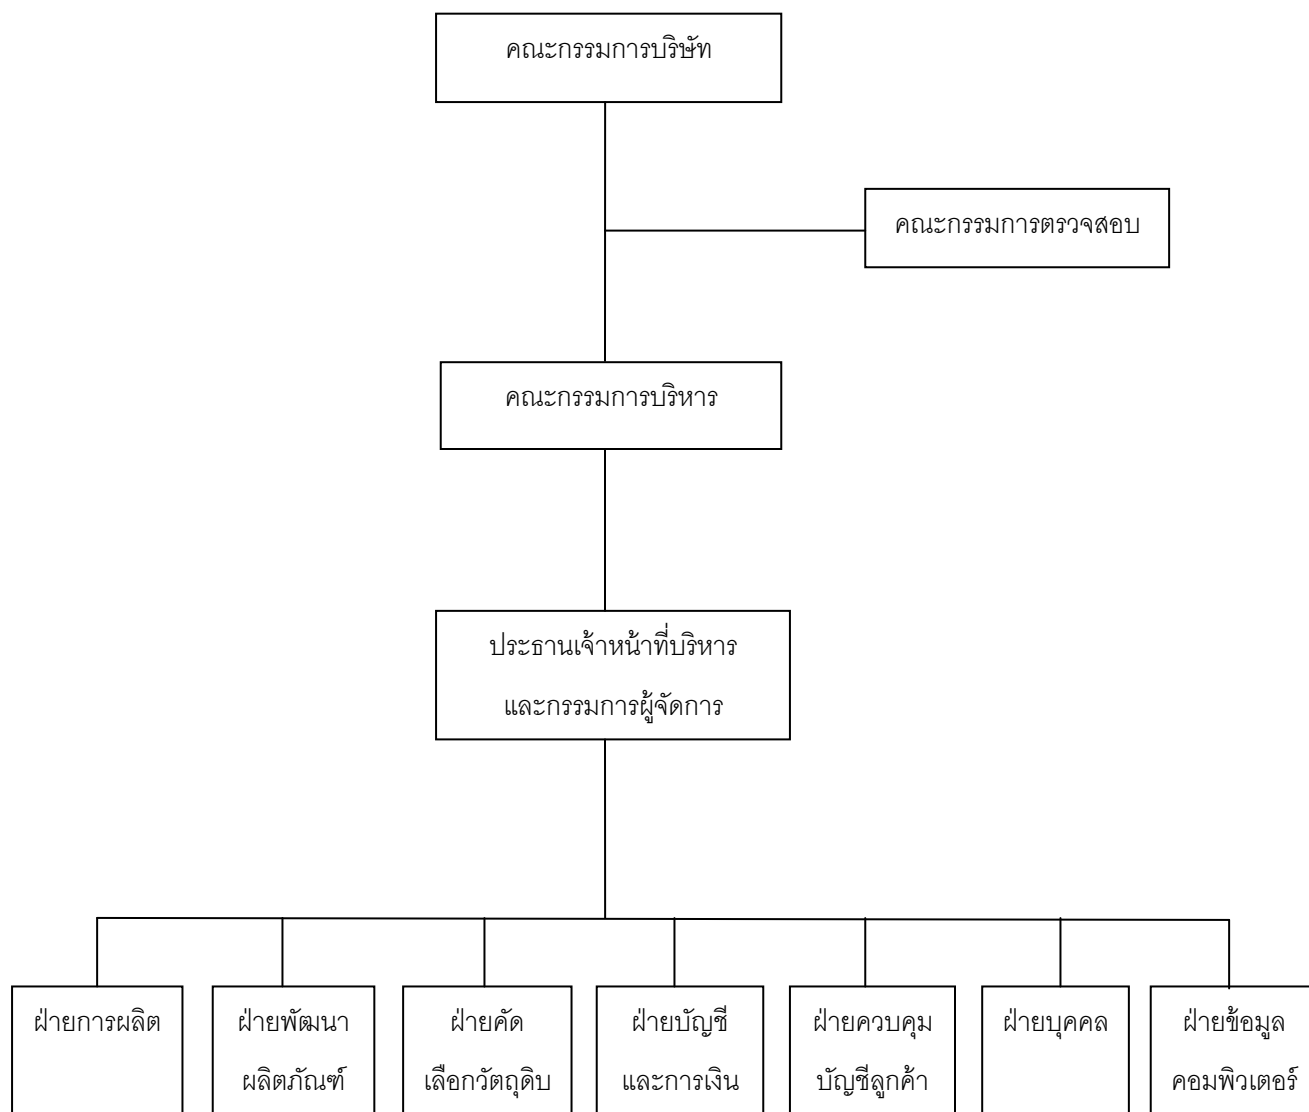 คณะกรรมการบริษัท
คณะกรรมการตรวจสอบ
คณะกรรมการบริหาร
ประธานเจ้าหน้าที่บริหาร
และกรรมการผู้จัดการ
ฝ่ายการผลิต
ฝ่ายพัฒนา
ผลิตภัณฑ์
ฝ่ายคัด
เลือกวัตถุดิบ
ฝ่ายบัญชี
และการเงิน
ฝ่ายควบคุม
บัญชีลูกค้า
ฝ่ายบุคคล
ฝ่ายข้อมูล
คอมพิวเตอร์